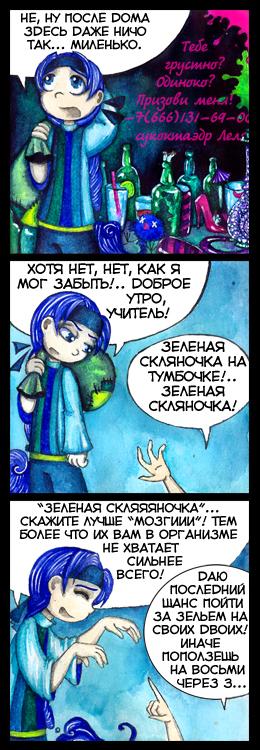 НЕ, НУ ПОСЛЕ ДОМА
ЗДЕСЬ ДАЖЕ НИЧО
ТАК... МИЛЕНЬКО.
Тебе
грустно?
Одиноко?
Призови меня!
-7(666)131-69-0
сукоктаэдр Лел
ХОТЯ НЕТ, НЕТ, КАК Я
МОГ ЗАБЫТЬ!.. ДОБРОЕ
УТРО,
УЧИТЕЛЬ!
ЗЕЛЕНАЯ
СКЛЯНОЧКА НА
ТУМБОЧКЕ!..
ЗЕЛЕНАЯ
СКЛЯНОЧКА!
"ЗЕЛЕНАЯ СКЛЯЯЯНОЧКА"...
СКАЖИТЕ ЛУЧШЕ "МОЗГИИИ"! ТЕМ
БОЛЕЕ ЧТО ИХ ВАМ В ОРГАНИЗМЕ
НЕ ХВАТАЕТ
СИЛЬНЕЕ
ВСЕГО!
ДАЮ
ПОСЛЕДНИЙ
ШАНС ПОЙТИ
ЗА ЗЕЛЬЕМ НА
СВОИХ ДВОИХ!
ИНАЧЕ
ПОПОЛЗЕШЬ
НА ВОСЬМИ
ЧЕРЕЗ 3...